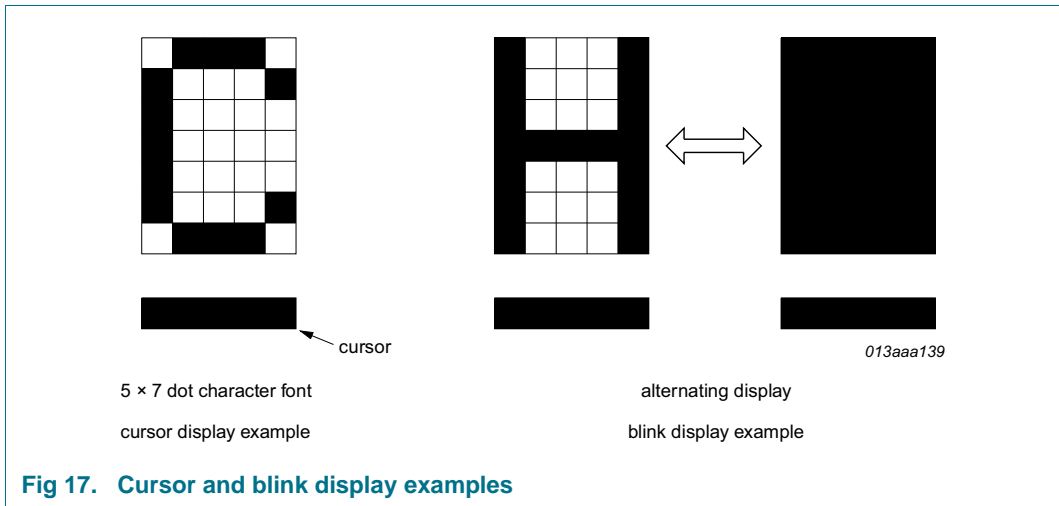 cursor
013aaa139
5 × 7 dot character font
alternating display
cursor display example
blink display example
Fig 17. Cursor and blink display examples